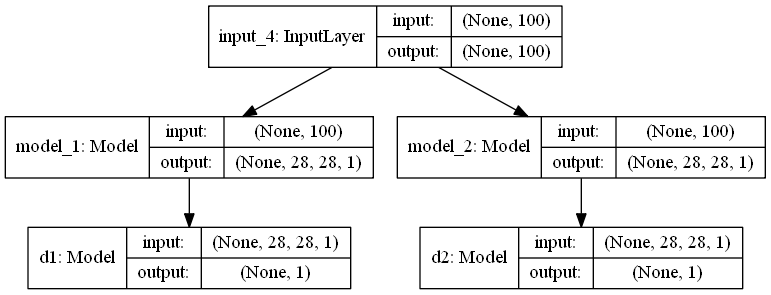 input_4: InputLayer
input: (None, 100)
output: (None, 100)
model_1: Model
input: (None, 100)
output: (None, 28, 28, 1)
model_2: Model
input: (None, 100)
output: (None, 28, 28, 1)
d1: Model
input: (None, 28, 28, 1)
output: (None, 1)
d2: Model
input: (None, 28, 28, 1)
output: (None, 1)